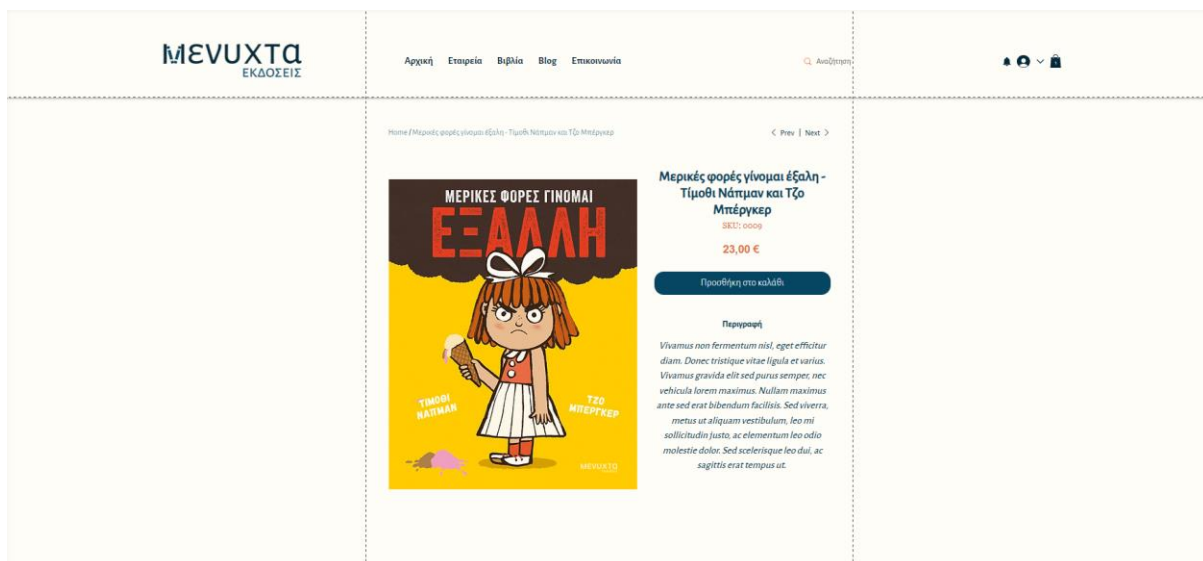 ΜΕΝΥΧΤΑ
ΕΚΔΟΣΕΙΣ
Αρχική Εταιρεία Βιβλία Blog Επικοινωνία
Αναζήτηση
Home / Μερικές φορές γίνομαι έξαλη - Τίμοθι Νάπμαν και Τζο Μπέργκερ
< Prev | Next >
ΜΕΡΙΚΕΣ ΦΟΡΕΣ ΓΙΝΟΜΑΙ
ΕΞΑΛΛΗ
ΤΙΜΟΘΙ
ΝΑΠΜΑΝ
ΤΖΟ
ΜΠΕΡΓΚΕΡ
ΜΕΝΥΧΤΑ
Μερικές φορές γίνομαι έξαλη -
Τίμοθι Νάπμαν και Τζο
Μπέργκερ
SKU: 0009
23,00 €
Προσθήκη στο καλάθι
Περιγραφή
Vivamus non fermentum nisl, eget efficitur
diam. Donec tristique vitae ligula et varius.
Vivamus gravida elit sed purus semper, nec
vehicula lorem maximus. Nullam maximus
ante sed erat bibendum facilisis. Sed viverra,
metus ut aliquam vestibulum, leo mi
sollicitudin justo, ac elementum leo odio
molestie dolor. Sed scelerisque leo dui, ac
sagittis erat tempus ut.